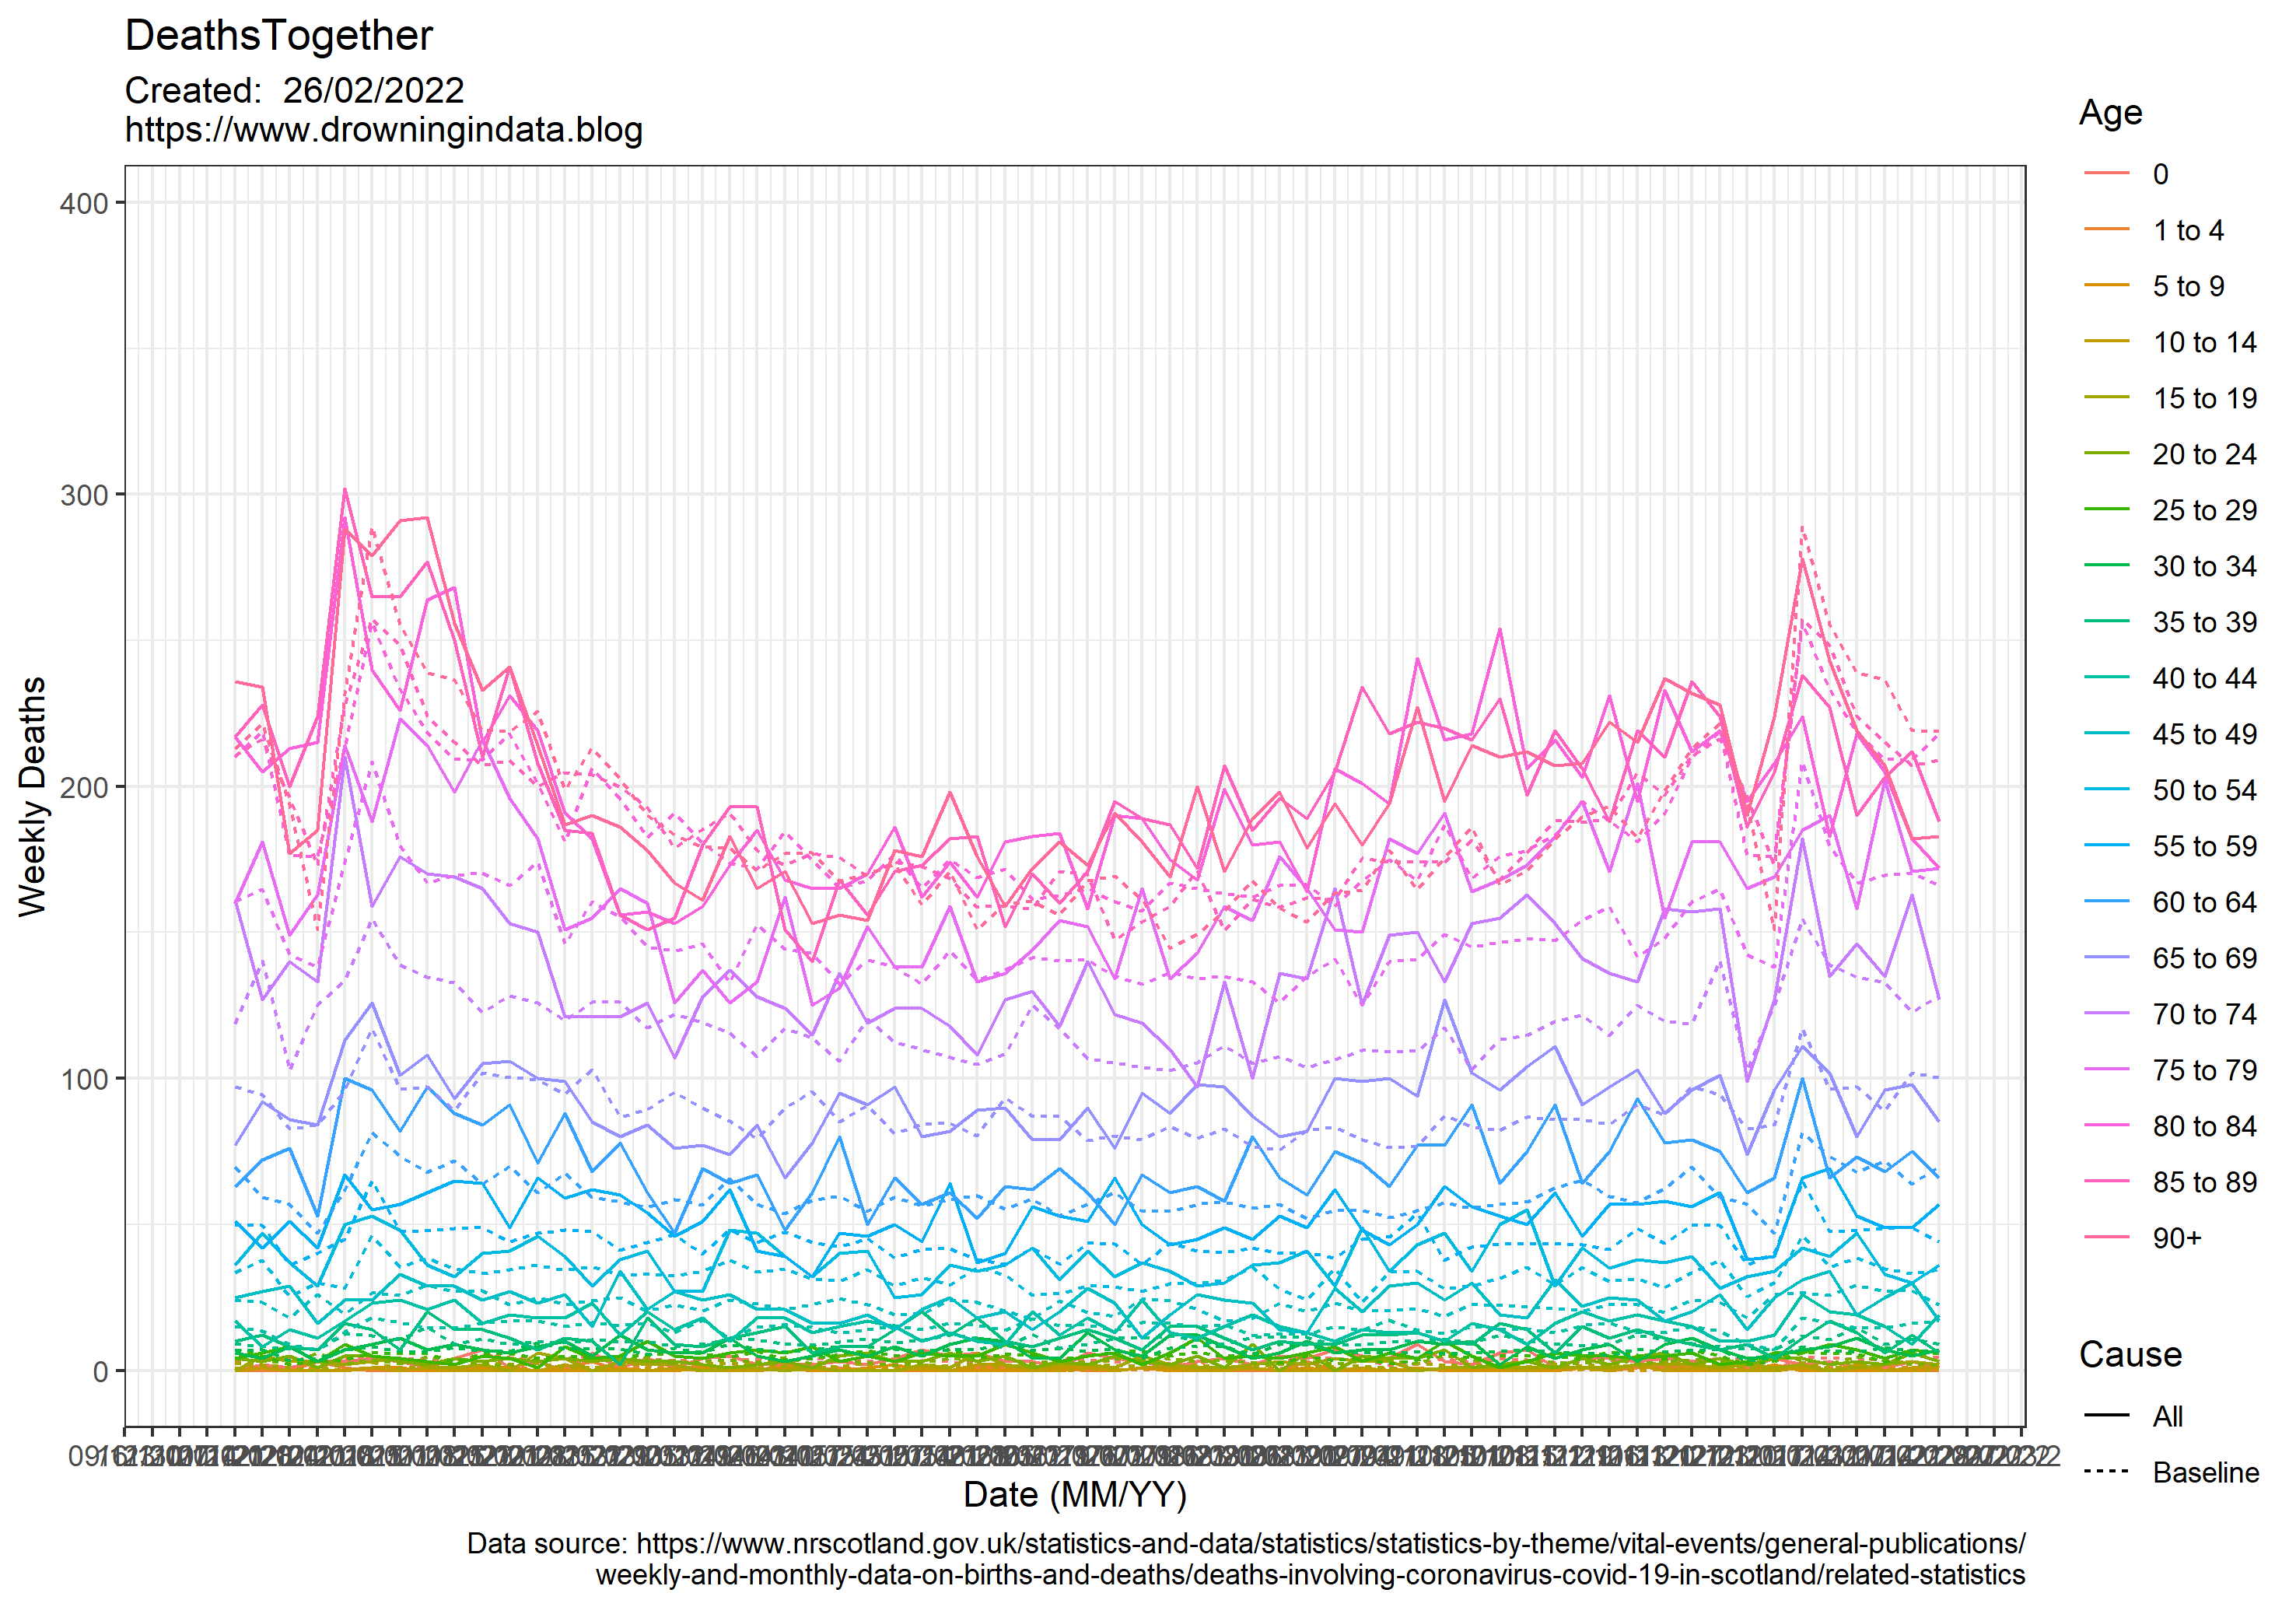 DeathsTogether
Created:  26/02/2022
https://www.drowningindata.blog
Weekly Deaths
400
300
200
100
0
Date (MM/YY)
Age
0
1 to 4
5 to 9
10 to 14
15 to 19
20 to 24
25 to 29
30 to 34
35 to 39
40 to 44
45 to 49
50 to 54
55 to 59
60 to 64
65 to 69
70 to 74
75 to 79
80 to 84
85 to 89
90+
Cause
All
Baseline
Data source: https://www.nrscotland.gov.uk/statistics-and-data/statistics/statistics-by-theme/vital-events/general-publications/
weekly-and-monthly-data-on-births-and-deaths/deaths-involving-coronavirus-covid-19-in-scotland/related-statistics